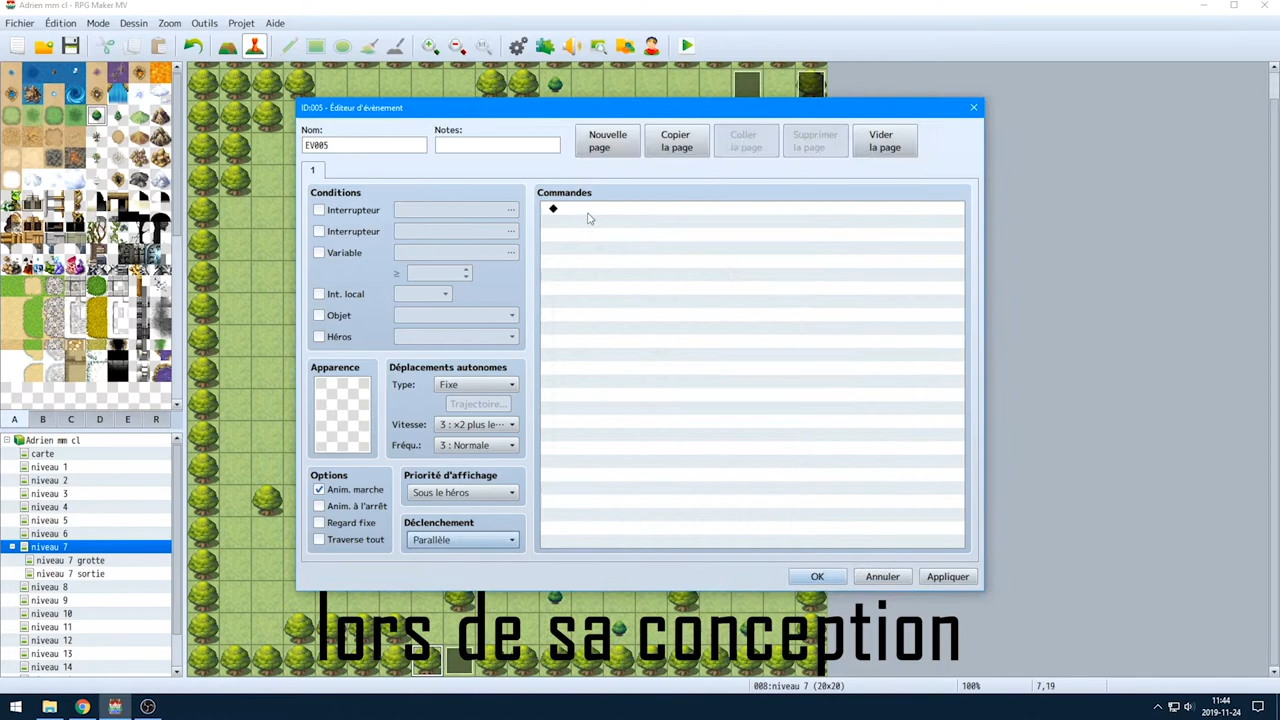 Adrien mm cl - RPG Maker MV
Fichier Édition Mode Dessin Zoom Outils Projet Aide
ID:005 - Éditeur d'évènement
Nom:
EV005
Notes:
Nouvelle page
Copier la page
Coller la page
Supprimer la page
Vider la page
1
Conditions
Interrupteur ...
Interrupteur ...
Variable ...
≥
Int. local
Objet
Héros
Commandes
◆
Apparence
Déplacements autonomes
Type: Fixe
Trajectoire...
Vitesse: 3 : ×2 plus le⋯
Fréqu.: 3 : Normale
Options
Anim. marche
Anim. à l'arrêt
Regard fixe
Traverse tout
Priorité d'affichage
Sous le héros
Déclenchement
Parallèle
OK Annuler Appliquer
A B C D E R
Adrien mm cl
carte
niveau 1
niveau 2
niveau 3
niveau 4
niveau 5
niveau 6
niveau 7
niveau 7 grotte
niveau 7 sortie
niveau 8
niveau 9
niveau 10
niveau 11
niveau 12
niveau 13
niveau 14
lors de sa conception
008:niveau 7 (20x20) 100% 7,19
11:44
2019-11-24